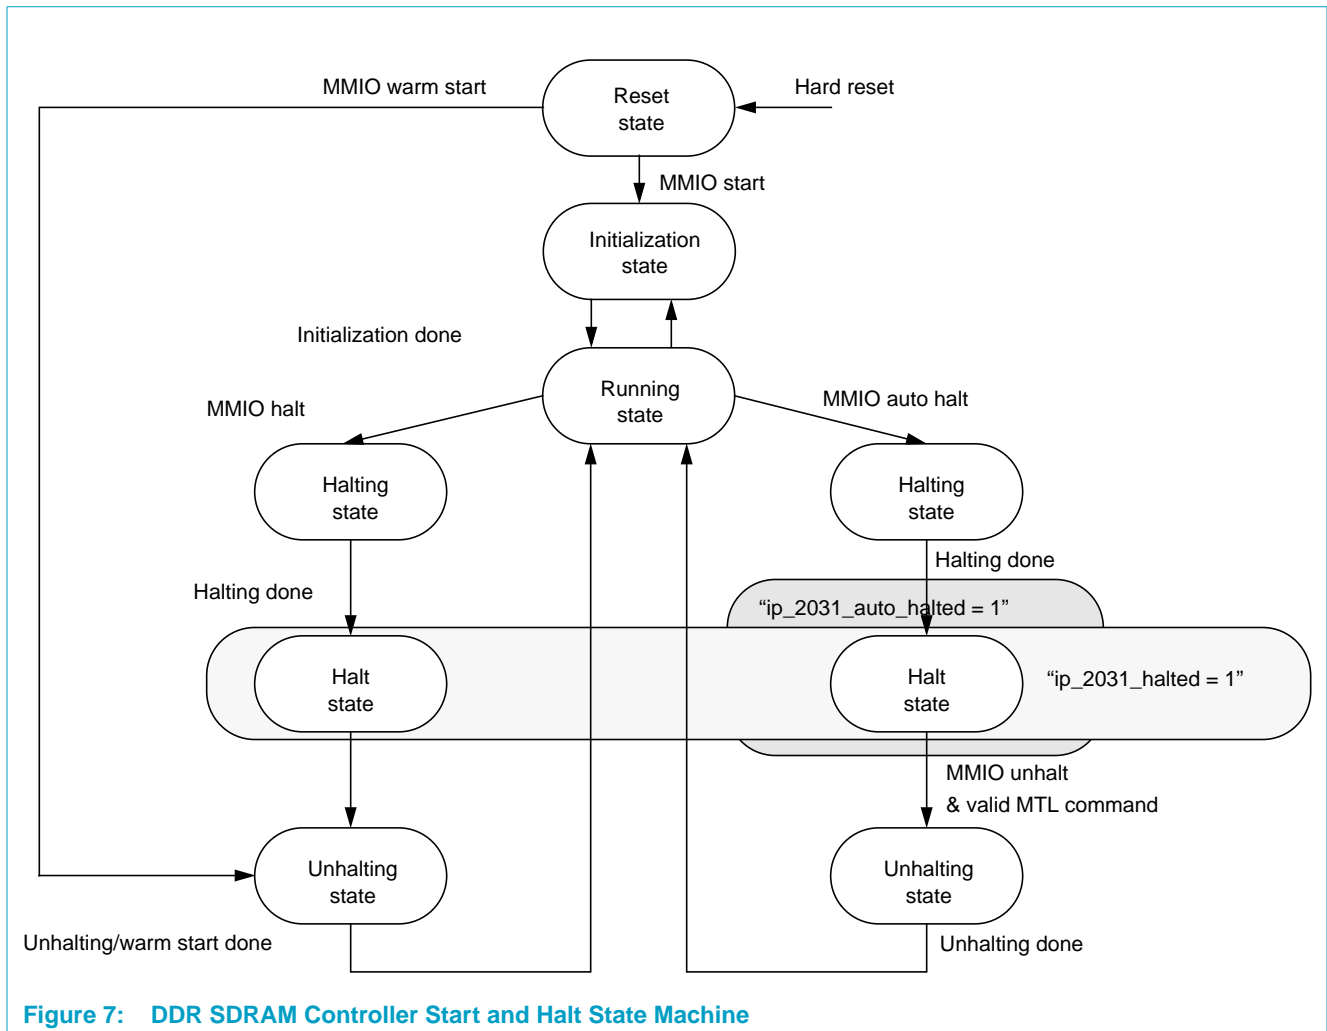 MMIO warm start
Hard reset
Reset
state
MMIO start
Initialization
state
Initialization done
Running
state
MMIO halt
MMIO auto halt
Halting
state
Halting
state
Halting done
Halting done
“ip_2031_auto_halted = 1”
Halt
state
Halt
state
“ip_2031_halted = 1”
MMIO unhalt
& valid MTL command
Unhalting
state
Unhalting
state
Unhalting/warm start done
Unhalting done
Figure 7: DDR SDRAM Controller Start and Halt State Machine